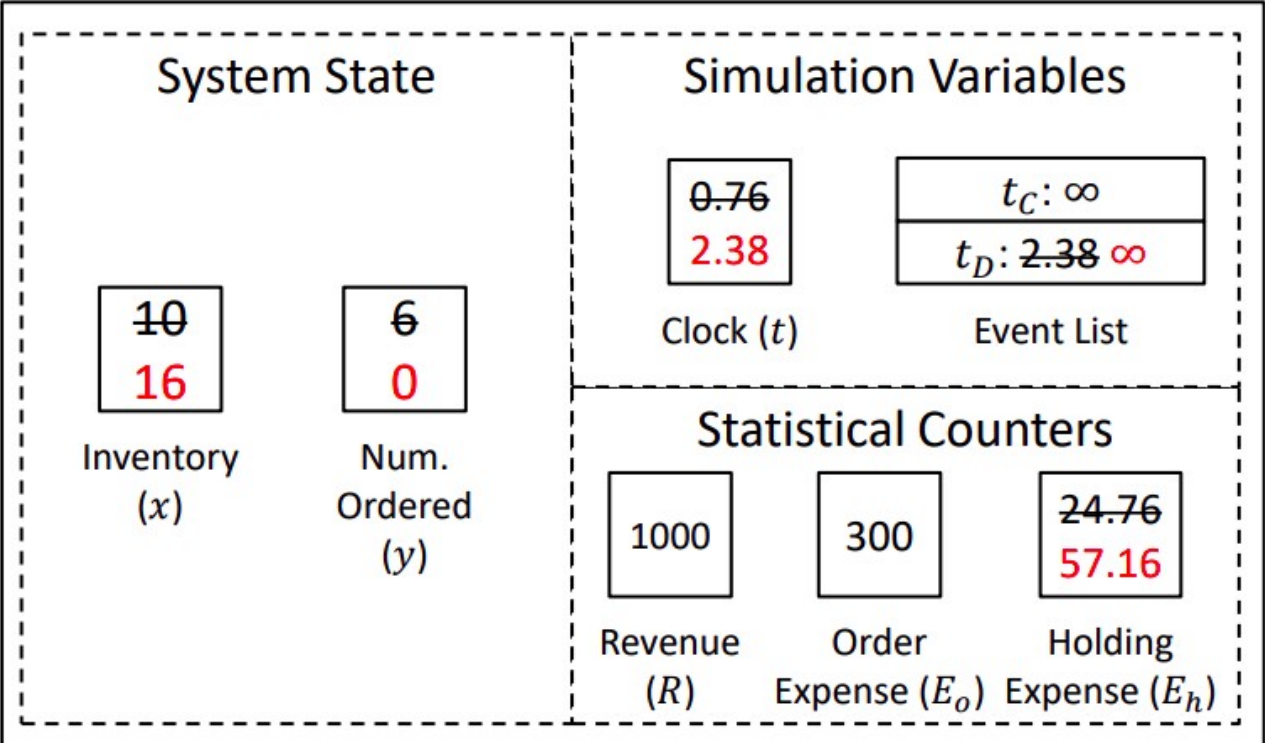 System State
10
16
Inventory
(x)
6
0
Num.
Ordered
(y)
Simulation Variables
0.76
2.38
Clock (t)
t_C: ∞
t_D: 2.38 ∞
Event List
Statistical Counters
1000
Revenue
(R)
300
Order
Expense (E_o)
24.76
57.16
Holding
Expense (E_h)